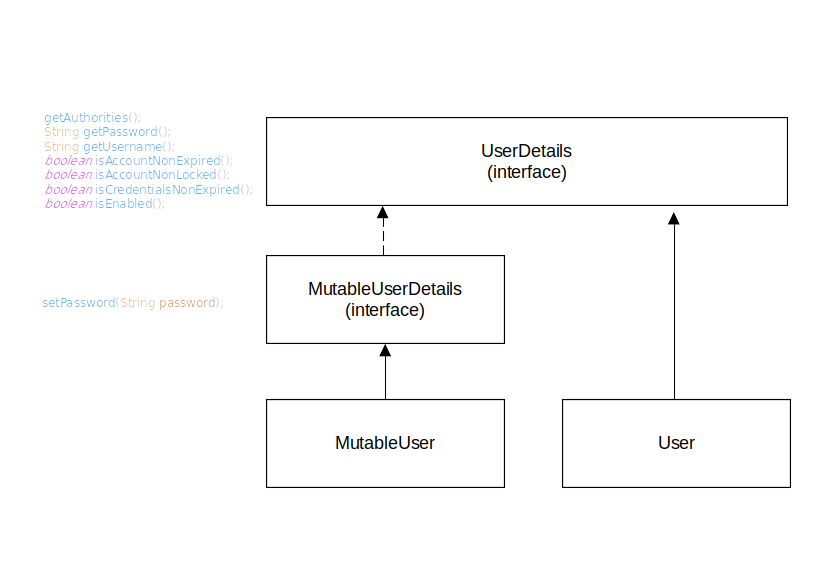 getAuthorities();
String getPassword();
String getUsername();
boolean isAccountNonExpired();
boolean isAccountNonLocked();
boolean isCredentialsNonExpired();
boolean isEnabled();
UserDetails
(interface)
setPassword(String password);
MutableUserDetails
(interface)
MutableUser
User